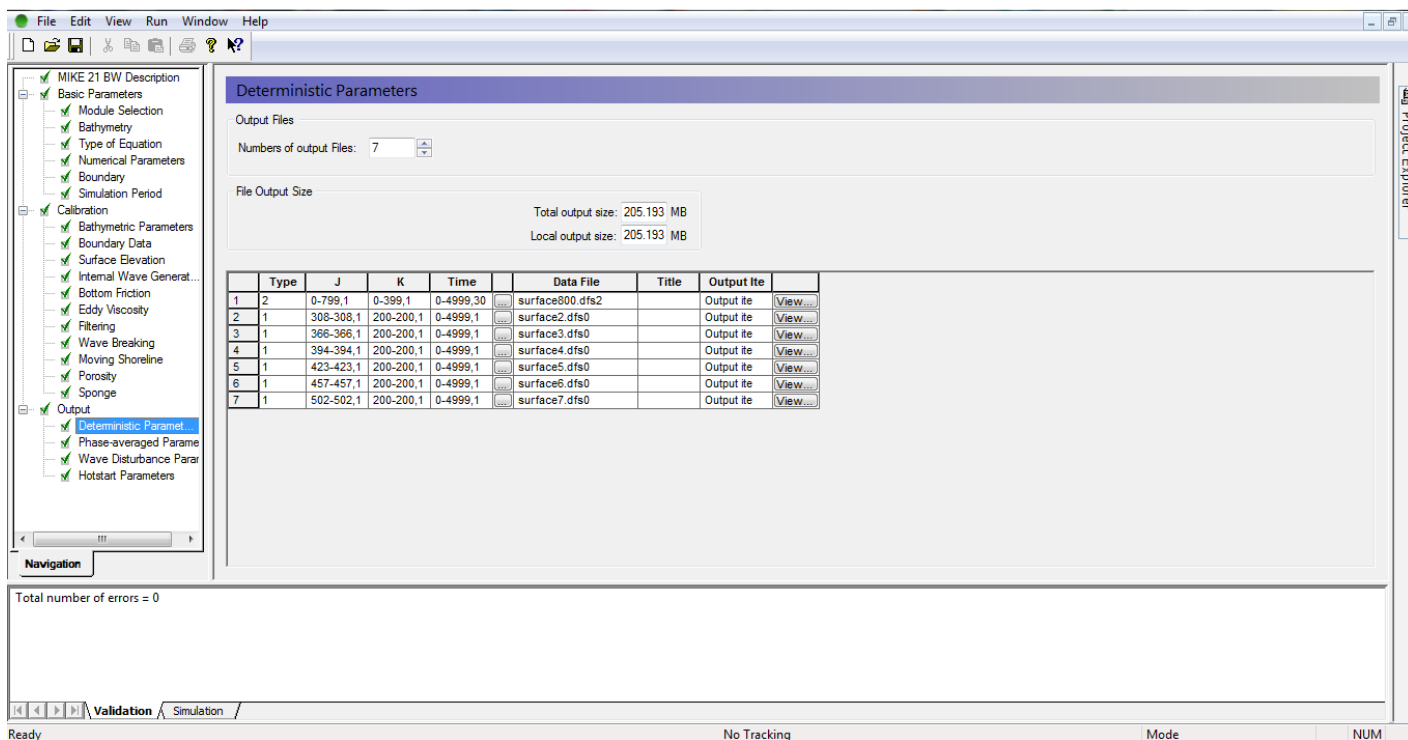 File Edit View Run Window Help
MIKE 21 BW Description
Basic Parameters
Module Selection
Bathymetry
Type of Equation
Numerical Parameters
Boundary
Simulation Period
Calibration
Bathymetric Parameters
Boundary Data
Surface Elevation
Internal Wave Generat...
Bottom Friction
Eddy Viscosity
Filtering
Wave Breaking
Moving Shoreline
Porosity
Sponge
Output
Deterministic Paramet...
Phase-averaged Parame
Wave Disturbance Parar
Hotstart Parameters
Navigation
Deterministic Parameters
Output Files
Numbers of output Files: 7
File Output Size
Total output size: 205.193 MB
Local output size: 205.193 MB
Type J K Time Data File Title Output Ite
1 2 0-799,1 0-399,1 0-4999,30 ... surface800.dfs2 Output ite View...
2 1 308-308,1 200-200,1 0-4999,1 ... surface2.dfs0 Output ite View...
3 1 366-366,1 200-200,1 0-4999,1 ... surface3.dfs0 Output ite View...
4 1 394-394,1 200-200,1 0-4999,1 ... surface4.dfs0 Output ite View...
5 1 423-423,1 200-200,1 0-4999,1 ... surface5.dfs0 Output ite View...
6 1 457-457,1 200-200,1 0-4999,1 ... surface6.dfs0 Output ite View...
7 1 502-502,1 200-200,1 0-4999,1 ... surface7.dfs0 Output ite View...
Project Explorer
Total number of errors = 0
Validation Simulation
Ready No Tracking Mode NUM